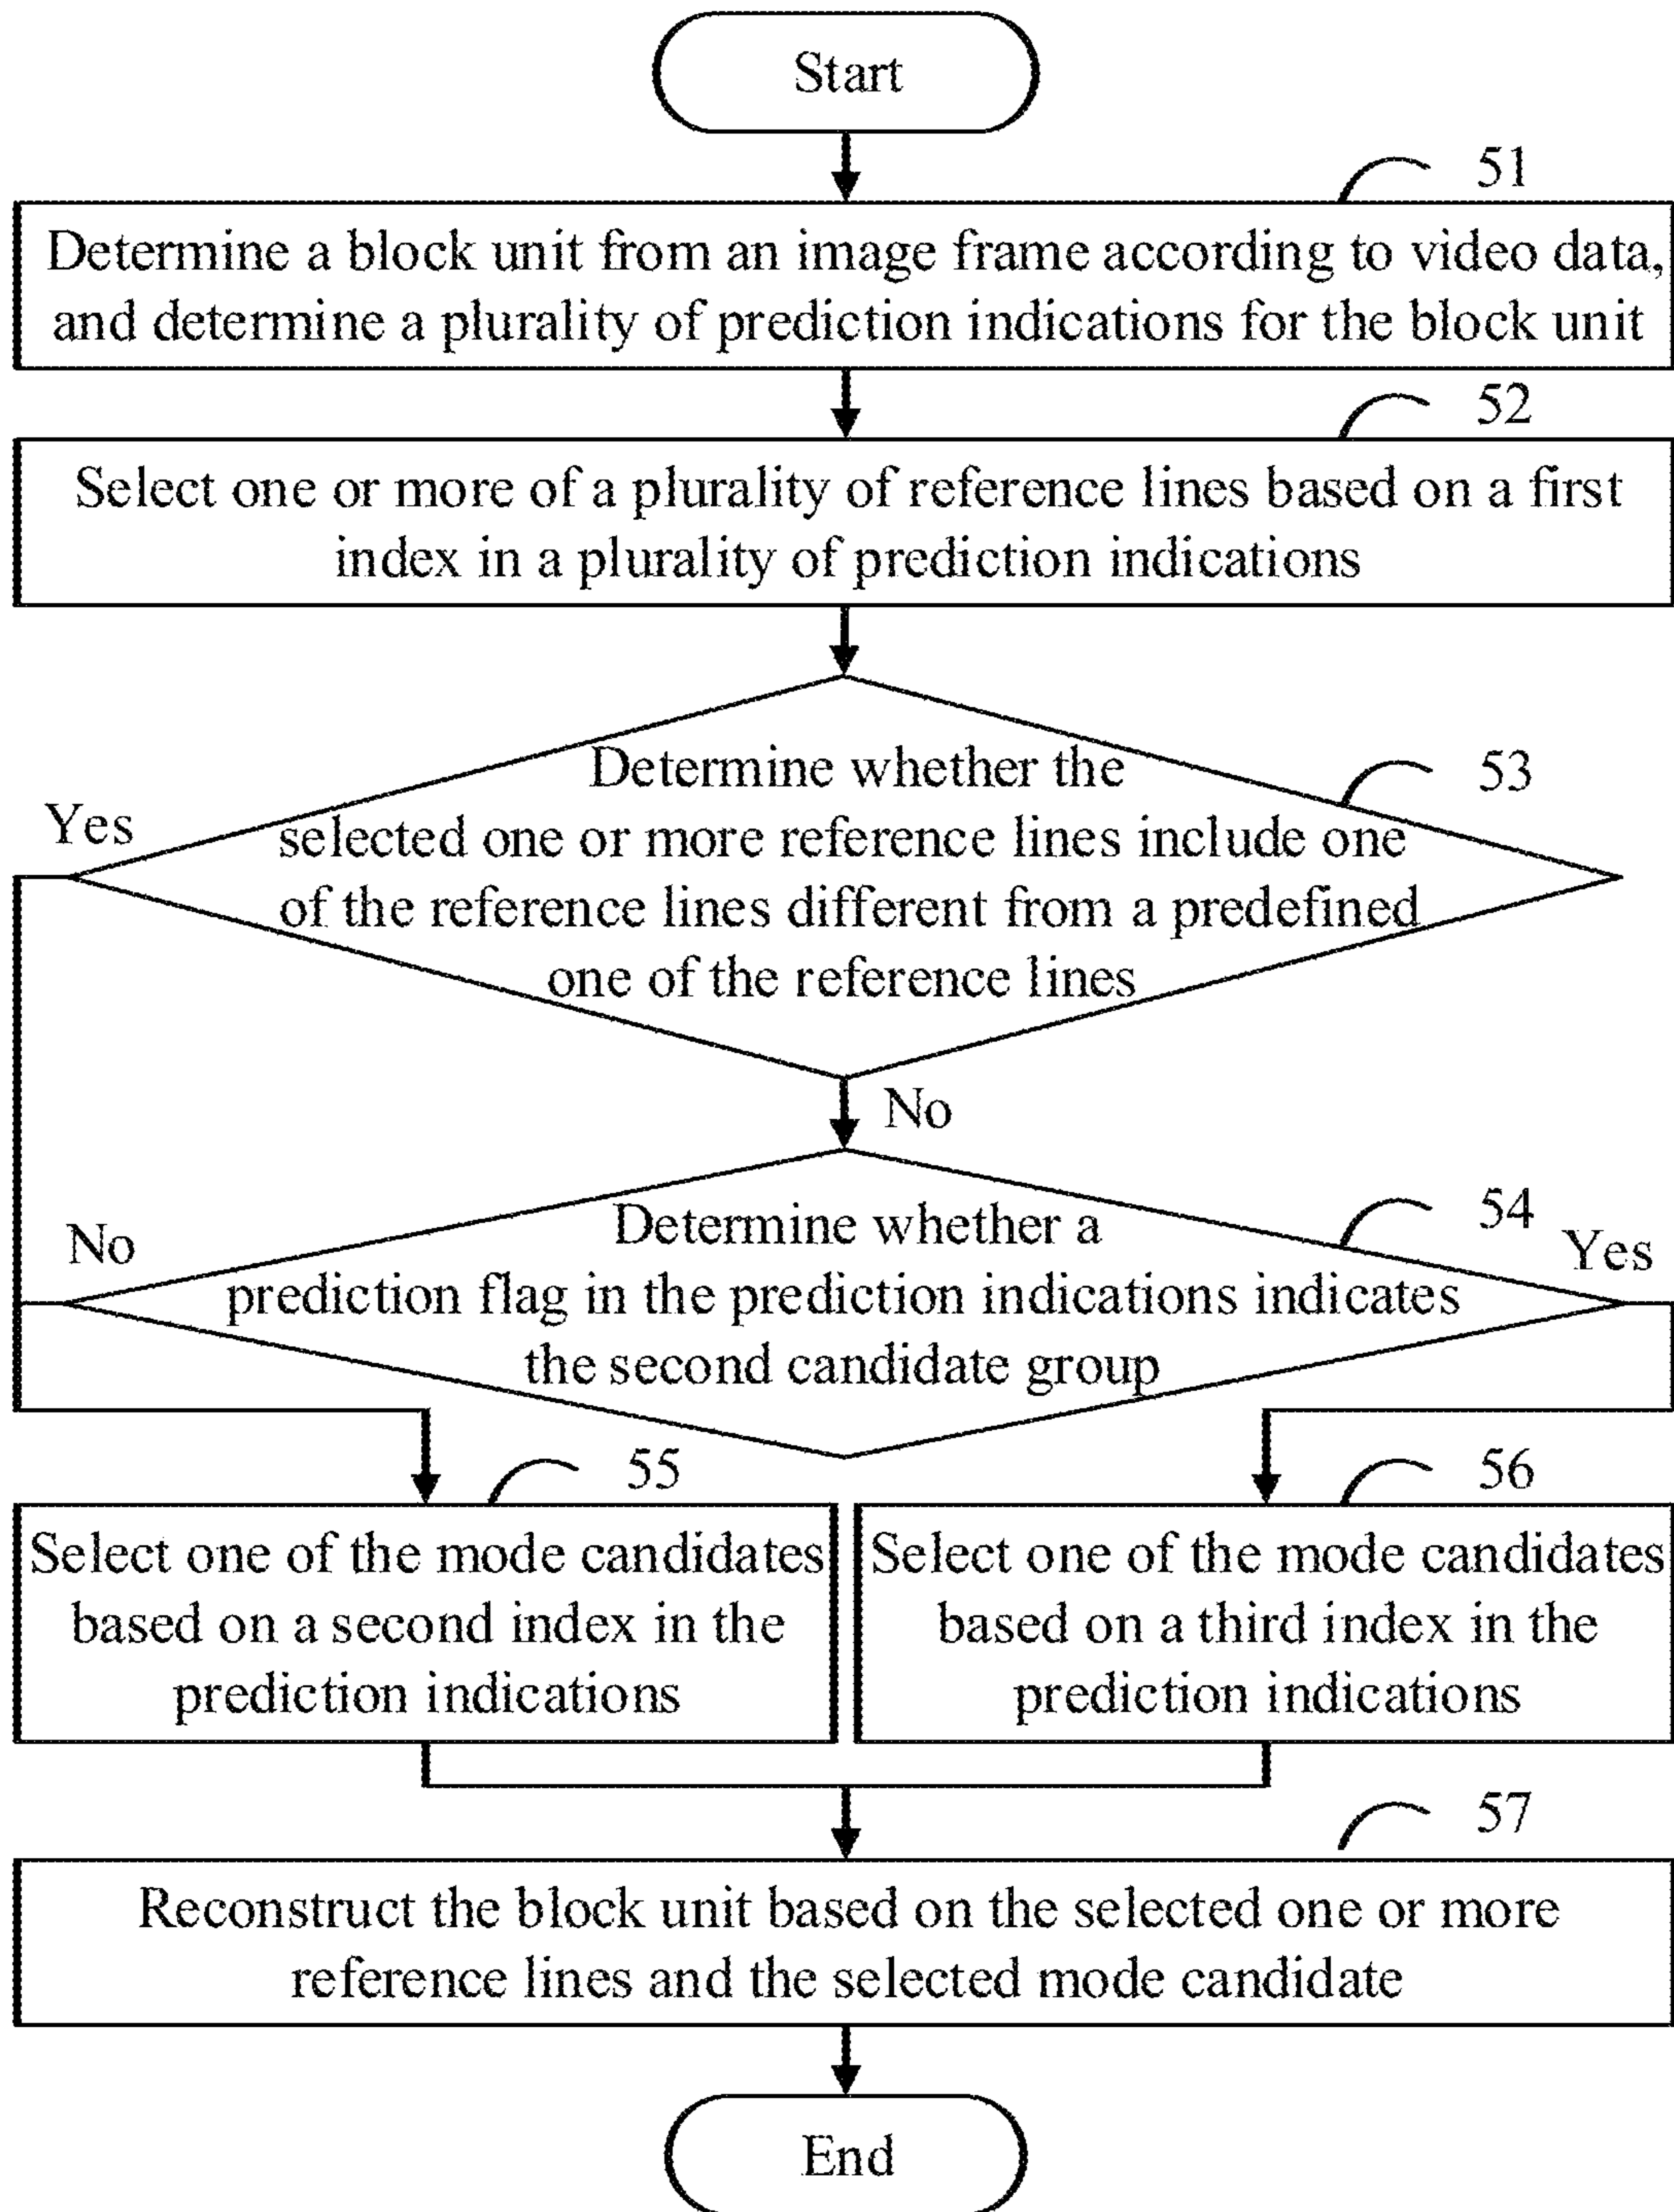 Start
51
Determine a block unit from an image frame according to video data,
and determine a plurality of prediction indications for the block unit
52
Select one or more of a plurality of reference lines based on a first
index in a plurality of prediction indications
53
Determine whether the
Yes
selected one or more reference lines include one
of the reference lines different from a predefined
one of the reference lines
No
54
Determine whether a
No
Yes
prediction flag in the prediction indications indicates
the second candidate group
55
56
Select one of the mode candidates
based on a second index in the
prediction indications
Select one of the mode candidates
based on a third index in the
prediction indications
57
Reconstruct the block unit based on the selected one or more
reference lines and the selected mode candidate
End